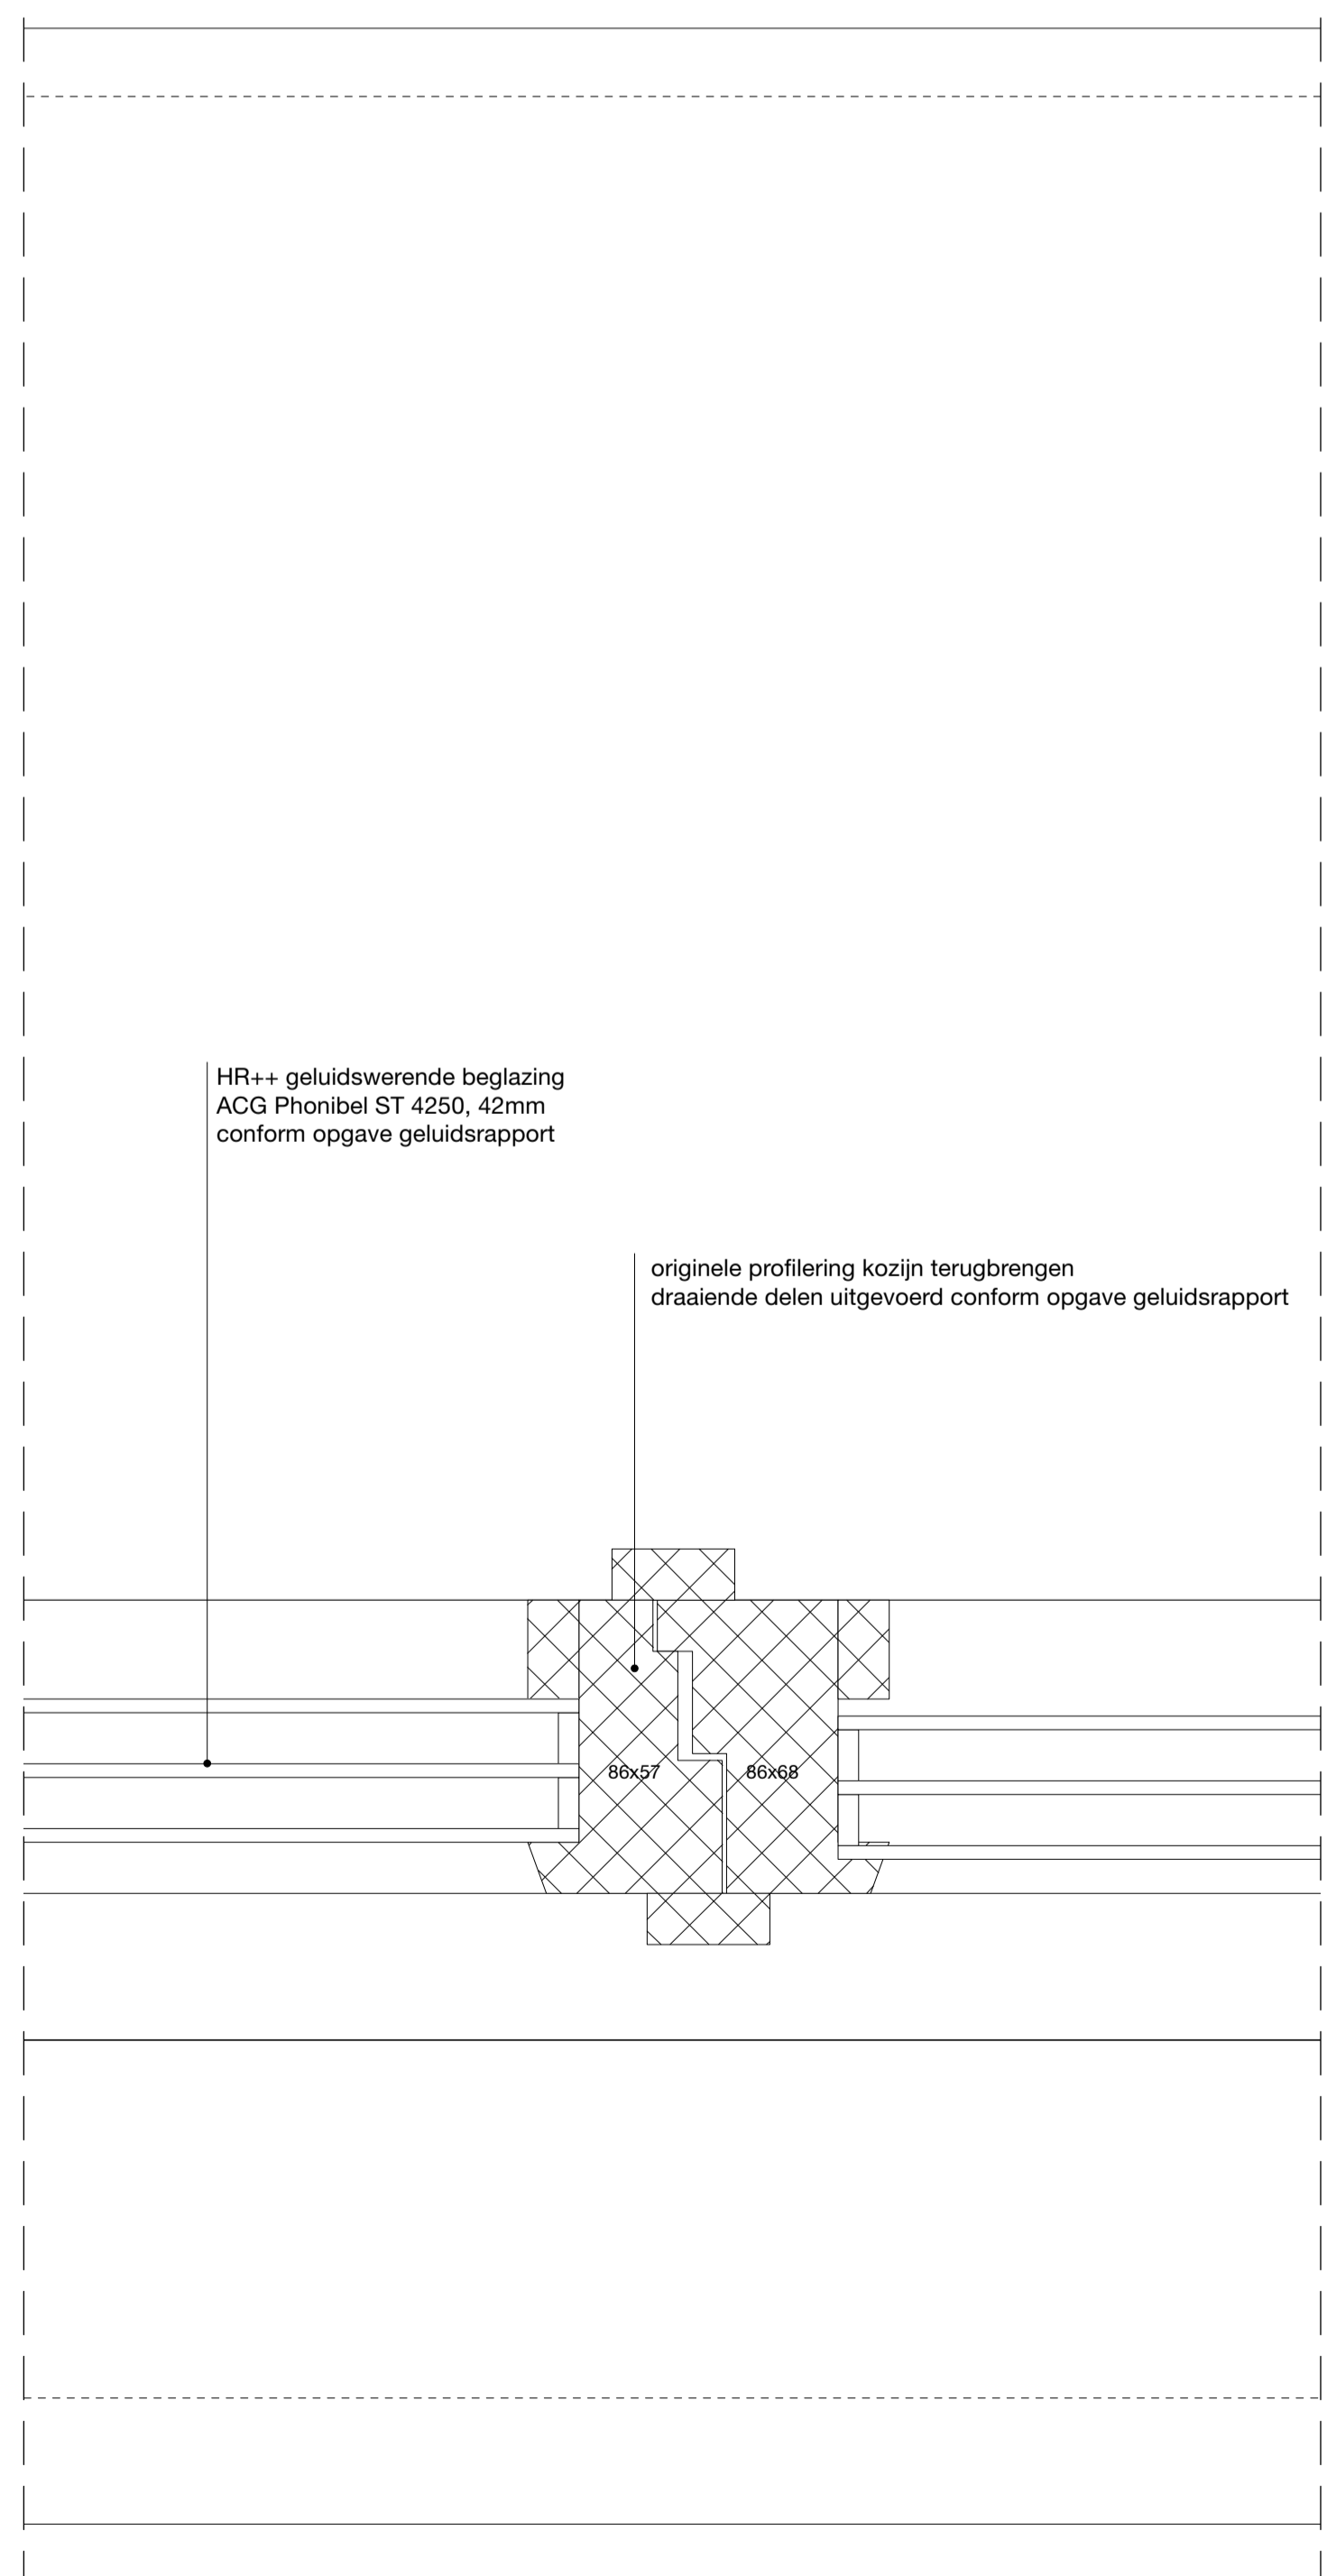 HR++ geluidswerende beglazing
ACG Phonibel ST 4250, 42mm
conform opgave geluidsrapport
originele profilering kozijn terugbrengen
draaiende delen uitgevoerd conform opgave geluidsrapport
86x57
86x68